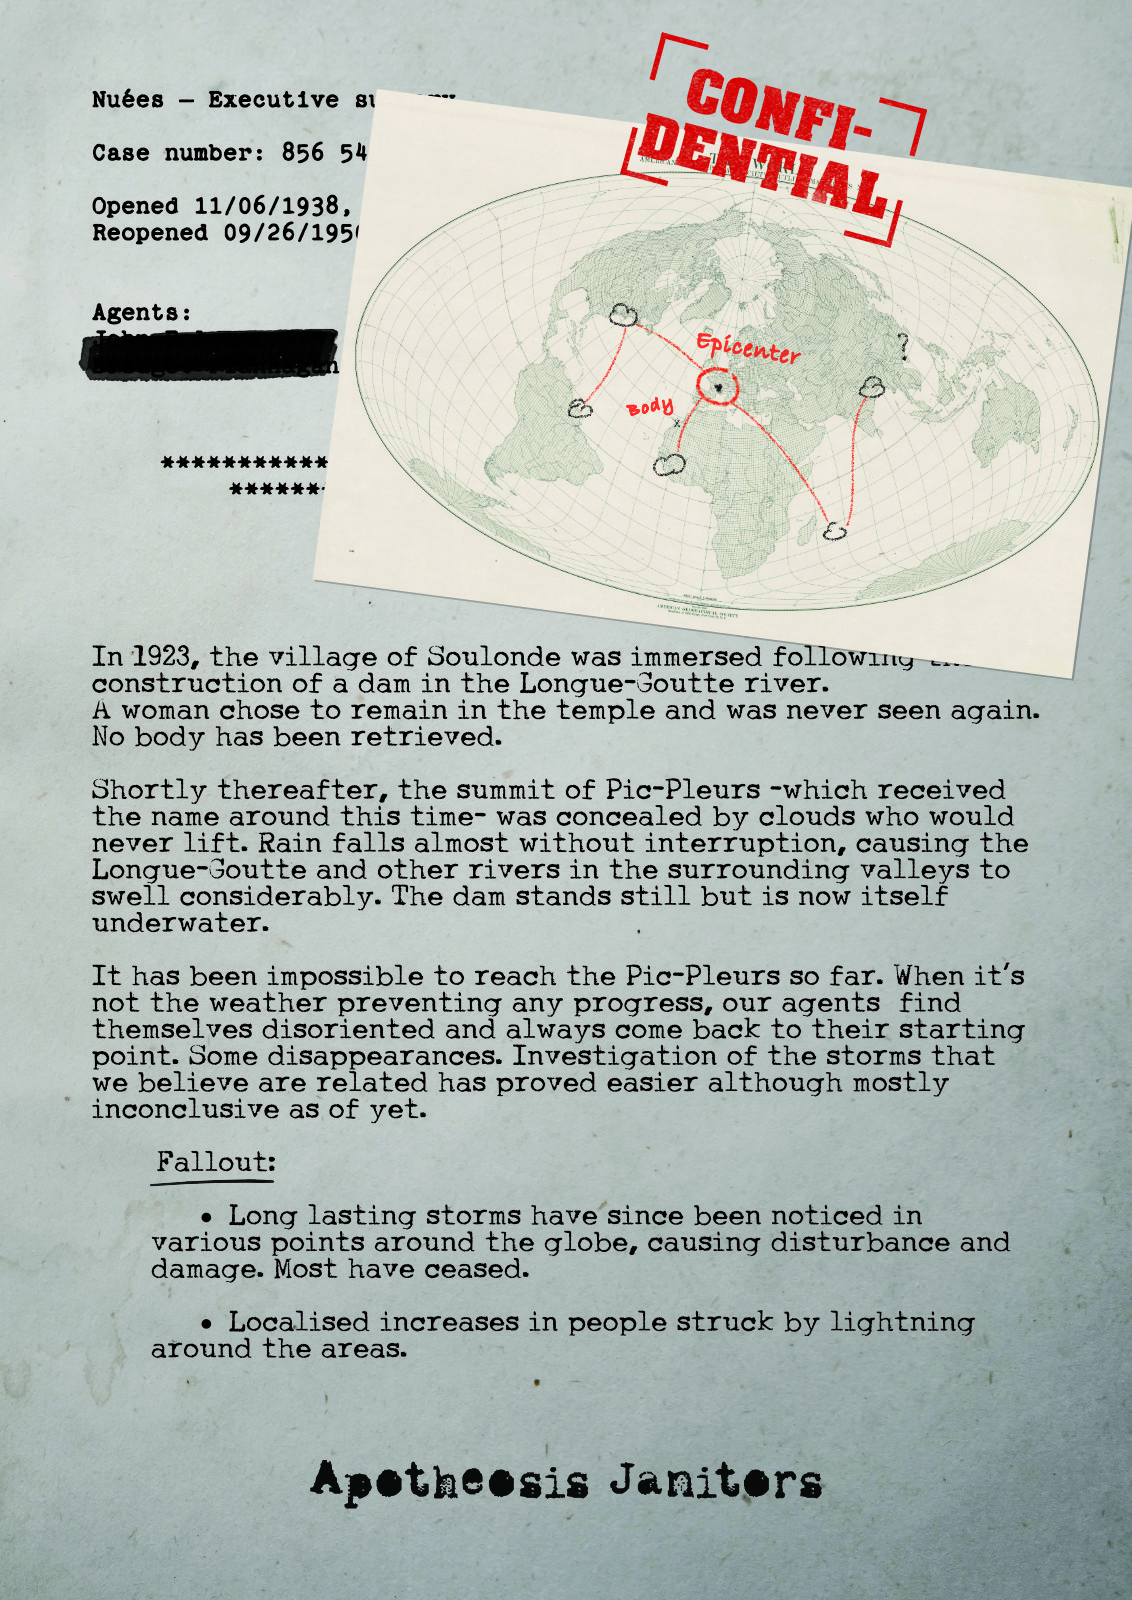 Nuées – Executive summary
Case number: 856 54
Opened 11/06/1938,
Reopened 09/26/195
Agents:
***********
******
CONFI-
DENTIAL
Epicenter
Body
x
?
AMERICAN GEOGRAPHICAL SOCIETY
In 1923, the village of Soulonde was immersed following the
construction of a dam in the Longue-Goutte river.
A woman chose to remain in the temple and was never seen again.
No body has been retrieved.
Shortly thereafter, the summit of Pic-Pleurs -which received
the name around this time- was concealed by clouds who would
never lift. Rain falls almost without interruption, causing the
Longue-Goutte and other rivers in the surrounding valleys to
swell considerably. The dam stands still but is now itself
underwater.
It has been impossible to reach the Pic-Pleurs so far. When it's
not the weather preventing any progress, our agents find
themselves disoriented and always come back to their starting
point. Some disappearances. Investigation of the storms that
we believe are related has proved easier although mostly
inconclusive as of yet.
Fallout:
• Long lasting storms have since been noticed in
various points around the globe, causing disturbance and
damage. Most have ceased.
• Localised increases in people struck by lightning
around the areas.
Apotheosis Janitors